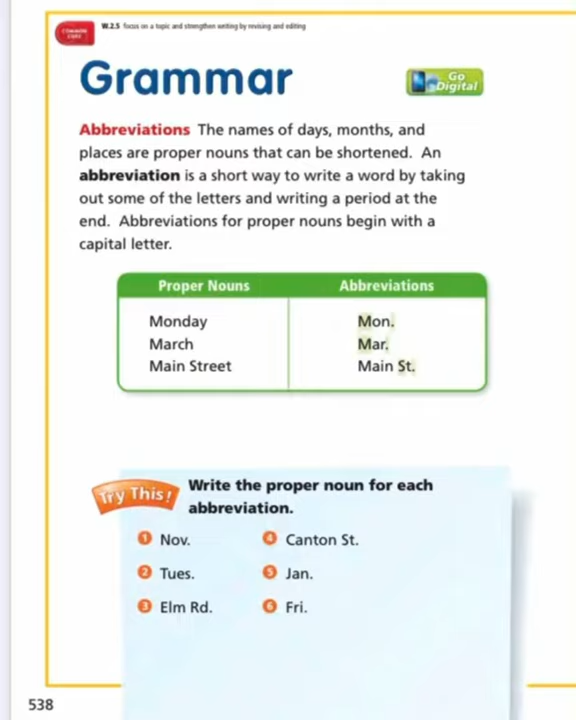 COMMON CORE
W.2.5 focus on a topic and strengthen writing by revising and editing
Grammar
Go Digital
Abbreviations The names of days, months, and
places are proper nouns that can be shortened. An
abbreviation is a short way to write a word by taking
out some of the letters and writing a period at the
end. Abbreviations for proper nouns begin with a
capital letter.
Proper Nouns Abbreviations
Monday Mon.
March Mar.
Main Street Main St.
Try This!
Write the proper noun for each
abbreviation.
1 Nov. 4 Canton St.
2 Tues. 5 Jan.
3 Elm Rd. 6 Fri.
538